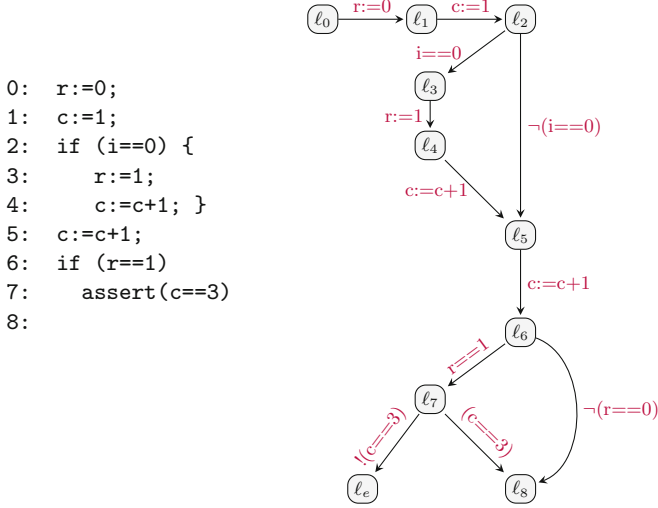 0: r:=0;
1: c:=1;
2: if (i==0) {
3: r:=1;
4: c:=c+1; }
5: c:=c+1;
6: if (r==1)
7: assert(c==3)
8:
ℓ0 r:=0 ℓ1 c:=1 ℓ2
i==0
ℓ3
r:=1
¬(i==0)
ℓ4
c:=c+1
ℓ5
c:=c+1
ℓ6
r==1
ℓ7
¬(r==0)
!(c==3)
(c==3)
ℓe
ℓ8